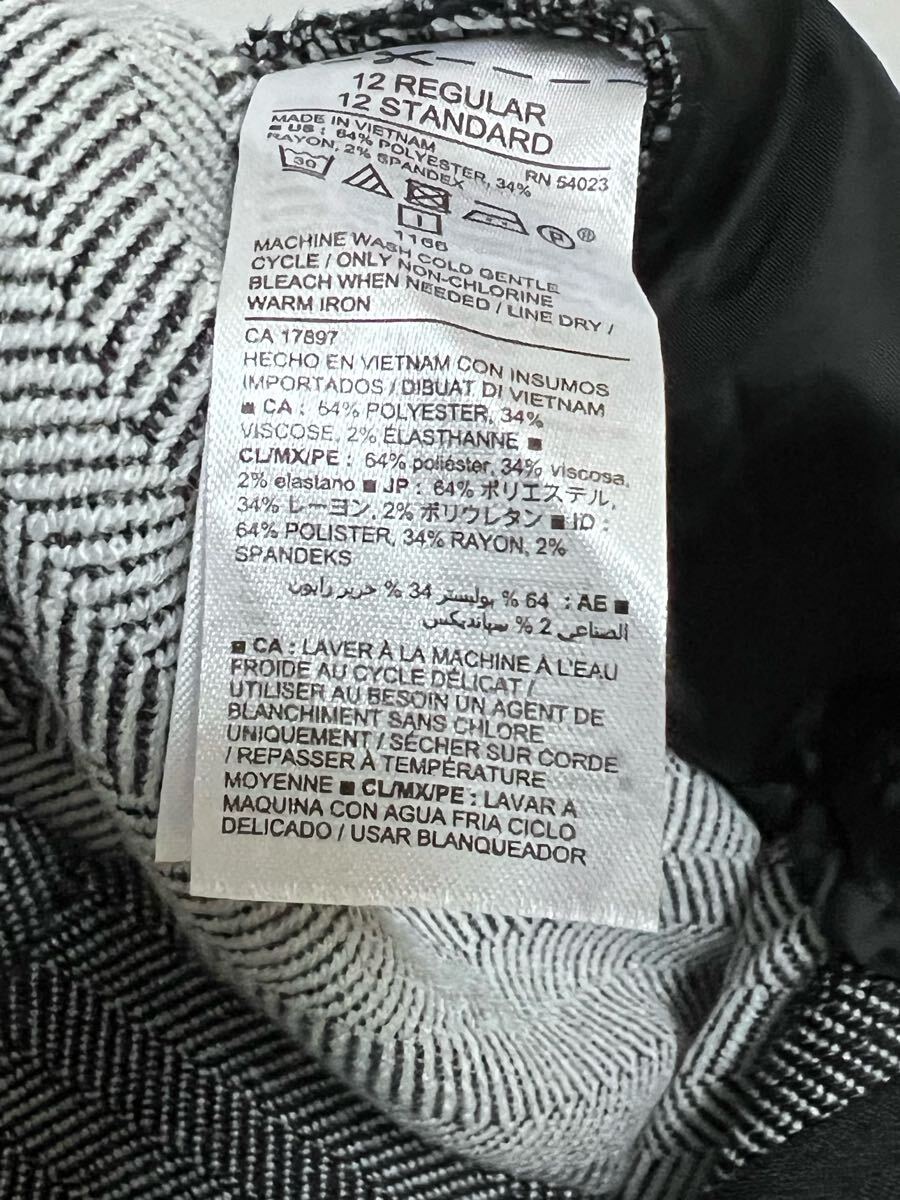 12 REGULAR
12 STANDARD
MADE IN VIETNAM
RN 54023
■ US : 64% POLYESTER, 34%
RAYON, 2% SPANDEX
30
P
®
1166
MACHINE WASH COLD GENTLE
CYCLE / ONLY NON-CHLORINE
BLEACH WHEN NEEDED / LINE DRY /
WARM IRON
CA 17897
HECHO EN VIETNAM CON INSUMOS
IMPORTADOS / DIBUAT DI VIETNAM
■ CA : 64% POLYESTER, 34%
VISCOSE, 2% ÉLASTHANNE ■
CL/MX/PE : 64% poliéster, 34% viscosa,
2% elastano ■ JP : 64% ポリエステル,
34% レーヨン, 2% ポリウレタン ■ ID :
64% POLISTER, 34% RAYON, 2%
SPANDEKS
■ AE : 64 % بوليستر 34 % حرير رايون
الصناعي 2 % سباندیکس
■ CA : LAVER À LA MACHINE À L'EAU
FROIDE AU CYCLE DÉLICAT /
UTILISER AU BESOIN UN AGENT DE
BLANCHIMENT SANS CHLORE
UNIQUEMENT / SÉCHER SUR CORDE
/ REPASSER À TEMPÉRATURE
MOYENNE ■ CL/MX/PE : LAVAR A
MAQUINA CON AGUA FRIA CICLO
DELICADO / USAR BLANQUEADOR